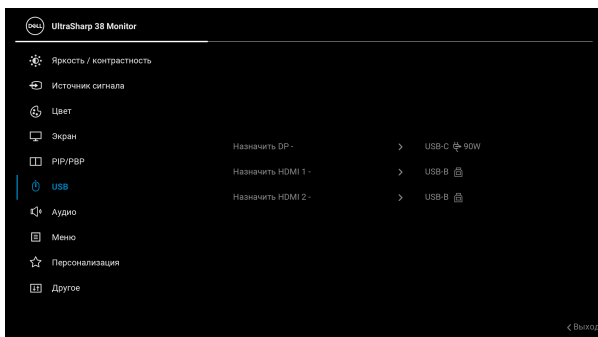 DELL UltraSharp 38 Monitor
Яркость / контрастность
Источник сигнала
Цвет
Экран
Назначить DP - USB-C 90W
PIP/PBP
Назначить HDMI 1 - USB-B
USB
Назначить HDMI 2 - USB-B
Аудио
Меню
Персонализация
Другое
Выход